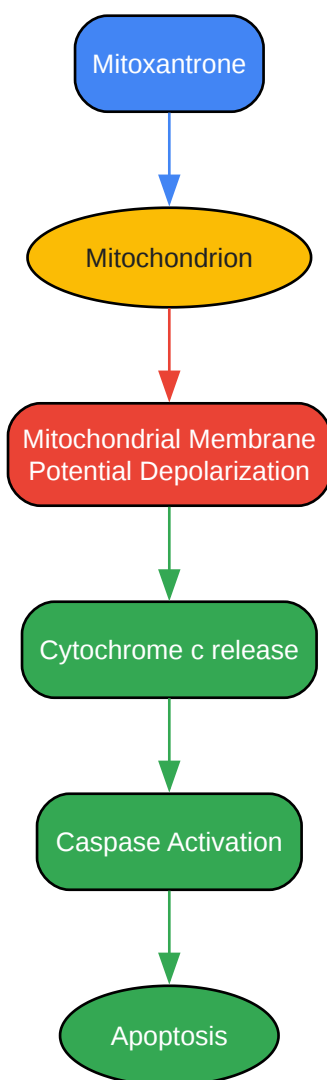 Mitoxantrone
Mitochondrion
Mitochondrial Membrane
Potential Depolarization
Cytochrome c release
Caspase Activation
Apoptosis